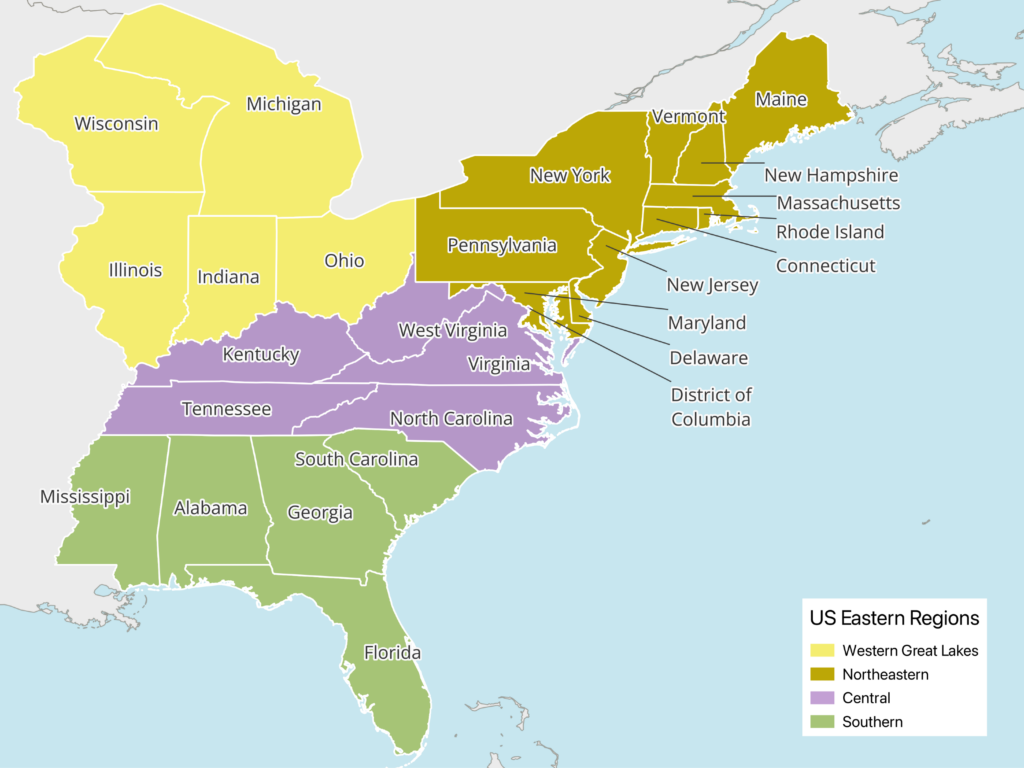 Maine
Michigan
Vermont
Wisconsin
New York
New Hampshire
Massachusetts
Rhode Island
Pennsylvania
Connecticut
Ohio
Illinois
Indiana
New Jersey
Maryland
West Virginia
Kentucky
Delaware
Virginia
District of
Columbia
Tennessee
North Carolina
South Carolina
Mississippi
Alabama
Georgia
Florida
US Eastern Regions
Western Great Lakes
Northeastern
Central
Southern